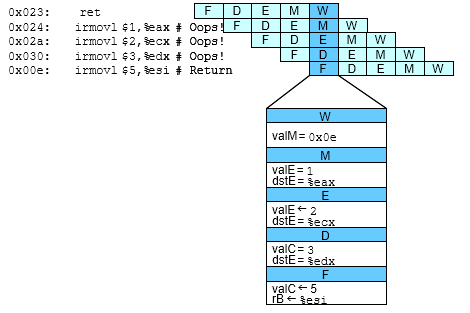 0x023: ret F D E M W
0x024: irmovl $1,%eax # Oops! F D E M W
0x02a: irmovl $2,%ecx # Oops! F D E M W
0x030: irmovl $3,%edx # Oops! F D E M W
0x00e: irmovl $5,%esi # Return F D E M W
W
valM = 0x0e
M
valE = 1
dstE = %eax
E
valE ← 2
dstE = %ecx
D
valC = 3
dstE = %edx
F
valC ← 5
rB ← %esi